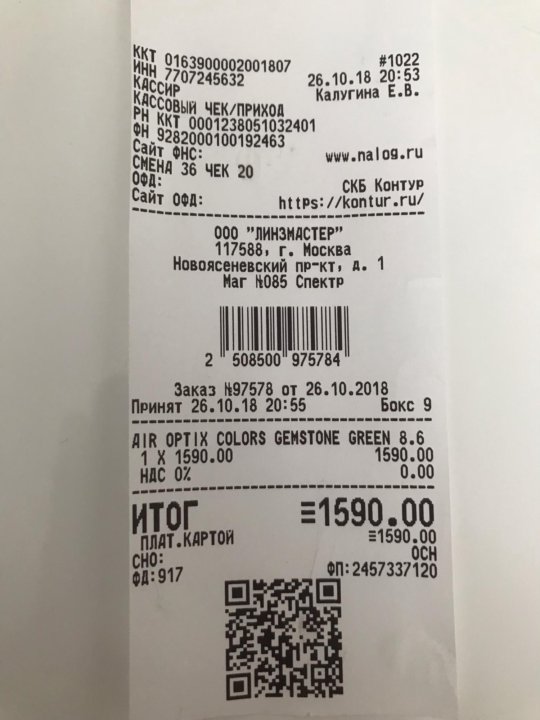 ККТ 0163900002001807 #1022
ИНН 7707245632 26.10.18 20:53
КАССИР Калугина Е.В.
КАССОВЫЙ ЧЕК/ПРИХОД
РН ККТ 0001238051032401
ФН 9282000100192463
Сайт ФНС: www.nalog.ru
СМЕНА 36 ЧЕК 20
ОФД: СКБ Контур
Сайт ОФД: https://kontur.ru/
ООО "ЛИНЗМАСТЕР"
117588, г. Москва
Новоясеневский пр-кт, д. 1
Маг №085 Спектр
2 508500 975784
Заказ №97578 от 26.10.2018
Принят 26.10.18 20:55 Бокс 9
AIR OPTIX COLORS GEMSTONE GREEN 8.6
1 X 1590.00 1590.00
НДС 0% 0.00
ИТОГ ≡1590.00
ПЛАТ.КАРТОЙ ≡1590.00
СНО: ОСН
ФД:917 ФП:2457337120